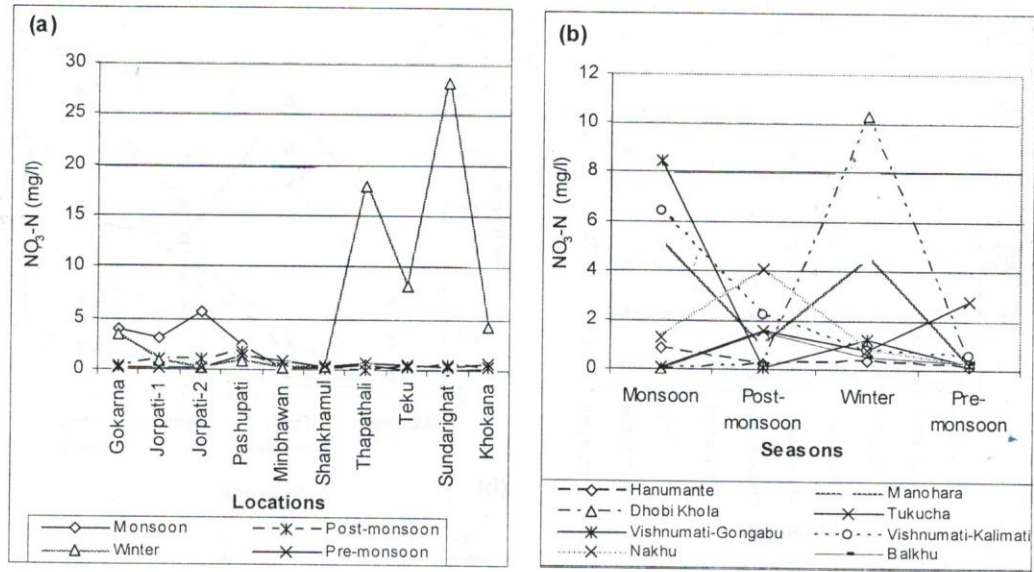 (a)
NO3-N (mg/l)
30
25
20
15
10
5
0
Gokarna
Jorpati-1
Jorpati-2
Pashupati
Minbhawan
Shankhamul
Thapathali
Teku
Sundarighat
Khokana
Locations
Monsoon
Post-monsoon
Winter
Pre-monsoon
(b)
NO3-N (mg/l)
12
10
8
6
4
2
0
Monsoon
Post-
monsoon
Winter
Pre-
monsoon
Seasons
Hanumante
Manohara
Dhobi Khola
Tukucha
Vishnumati-Gongabu
Vishnumati-Kalimati
Nakhu
Balkhu